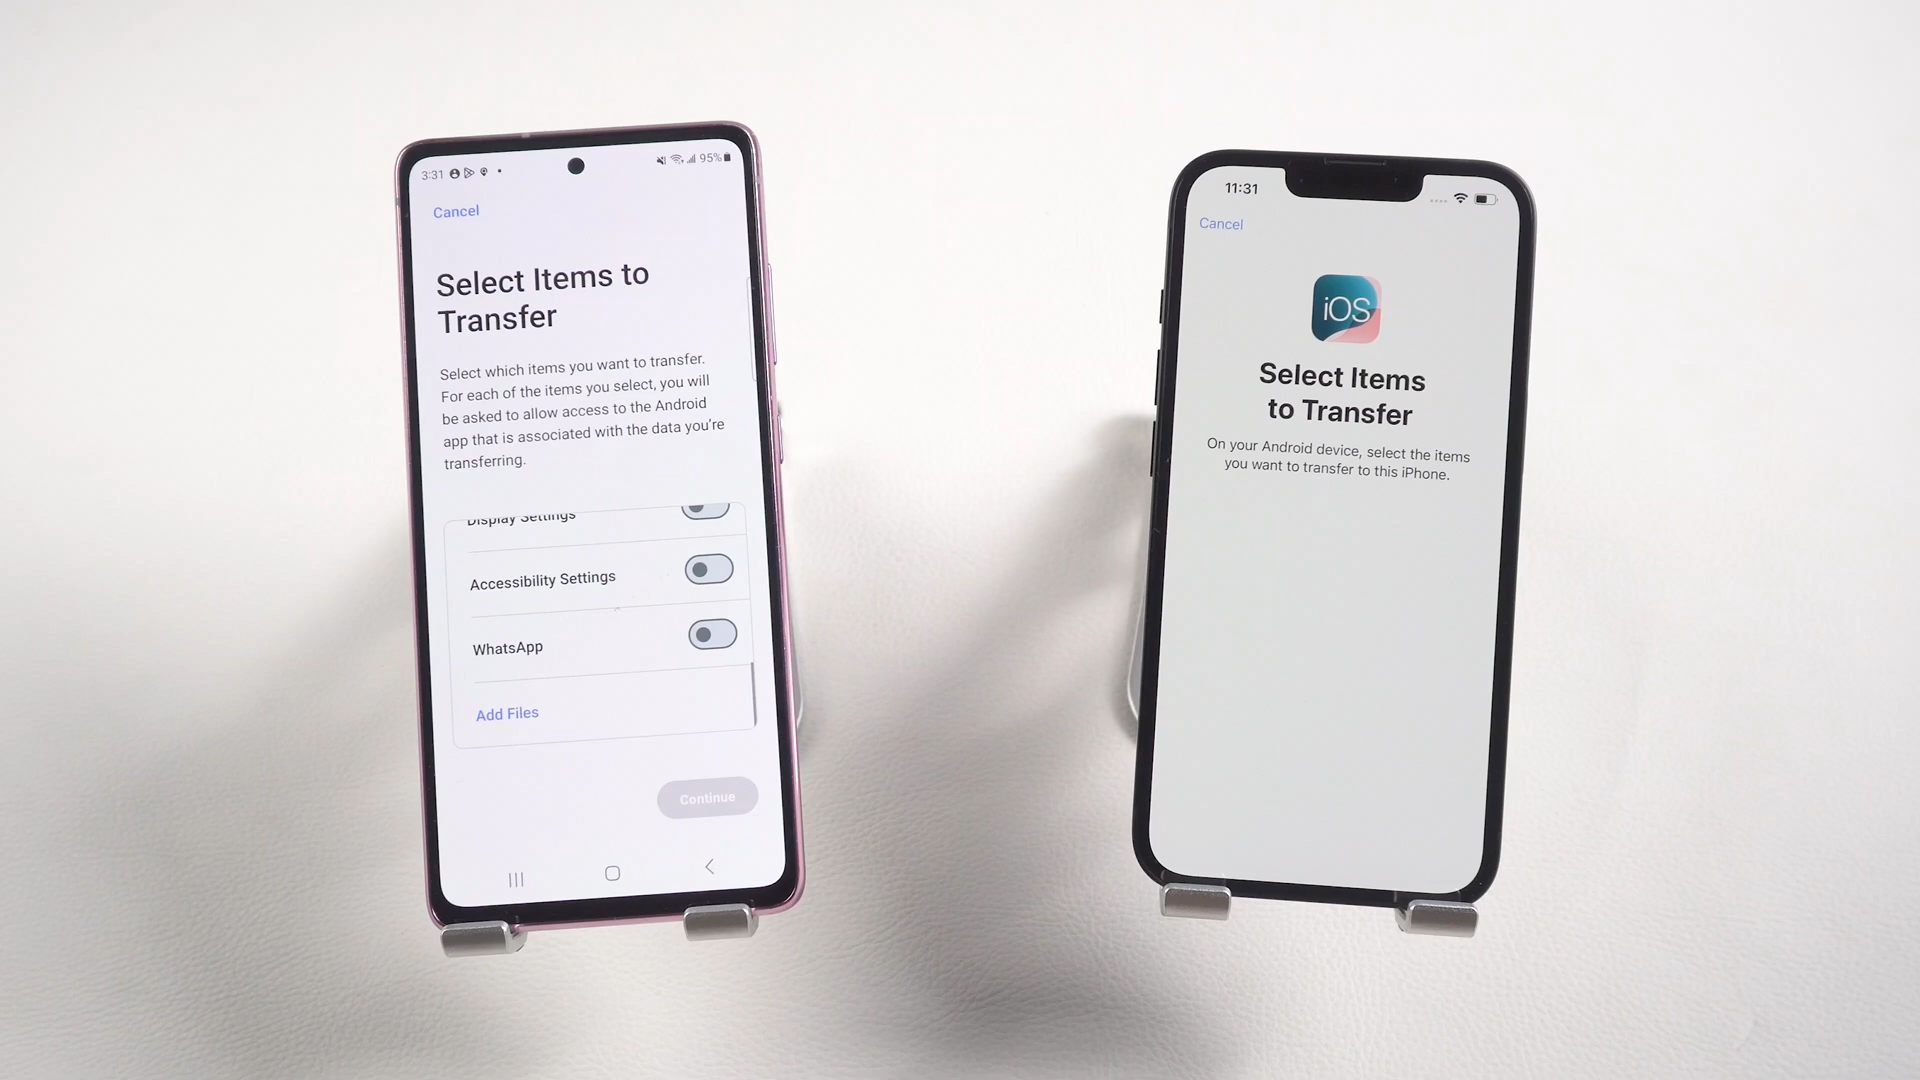 3:31
95%
Cancel
Select Items to
Transfer
Select which items you want to transfer.
For each of the items you select, you will
be asked to allow access to the Android
app that is associated with the data you're
transferring.
Display Settings
Accessibility Settings
WhatsApp
Add Files
Continue
11:31
Cancel
iOS
Select Items
to Transfer
On your Android device, select the items
you want to transfer to this iPhone.